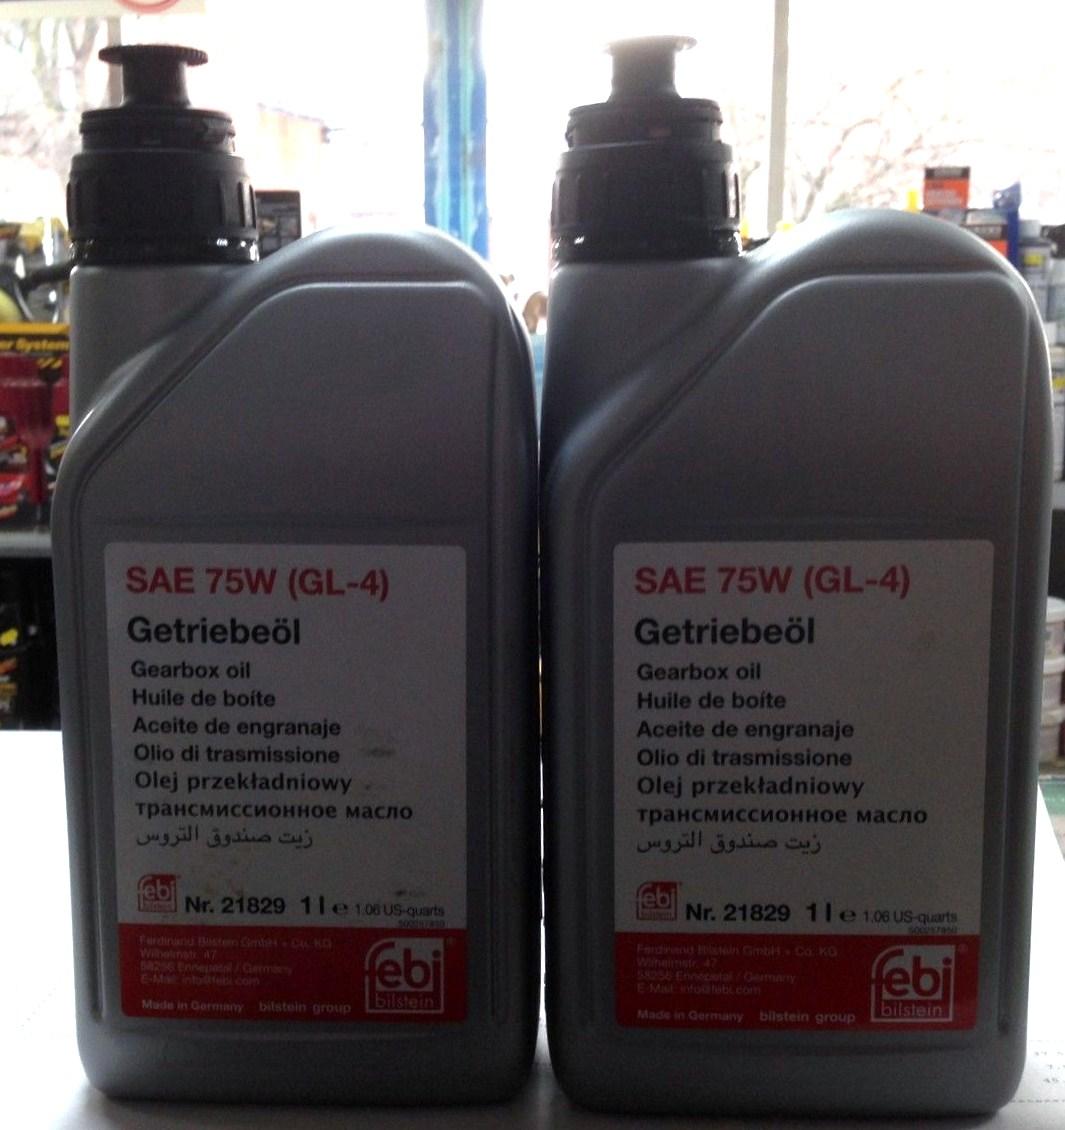 er System
SAE 75W (GL-4)
Getriebeöl
Gearbox oil
Huile de boîte
Aceite de engranaje
Olio di trasmissione
Olej przekładniowy
трансмиссионное масло
زيت صندوق التروس
febi
bilstein
Nr. 21829 1 l e 1.06 US-quarts
Ferdinand Bilstein GmbH + Co. KG
Wilhelmstr. 47
58256 Ennepetal / Germany
E-Mail: info@febi.com
Made in Germany bilstein group
febi
bilstein
SAE 75W (GL-4)
Getriebeöl
Gearbox oil
Huile de boîte
Aceite de engranaje
Olio di trasmissione
Olej przekładniowy
трансмиссионное масло
زيت صندوق التروس
febi
bilstein
Nr. 21829 1 l e 1.06 US-quarts
Ferdinand Bilstein GmbH + Co. KG
Wilhelmstr. 47
58256 Ennepetal / Germany
E-Mail: info@febi.com
Made in Germany bilstein group
febi
bilstein